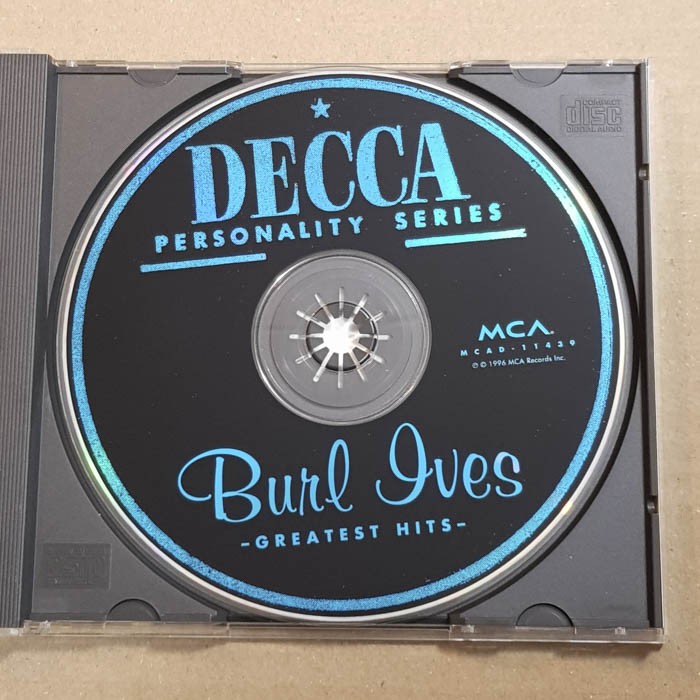 COMPACT
disc
DIGITAL AUDIO
DECCA
PERSONALITY SERIES
MCA
MCAD-11439
℗ © 1996 MCA Records Inc.
Burl Ives
-GREATEST HITS-